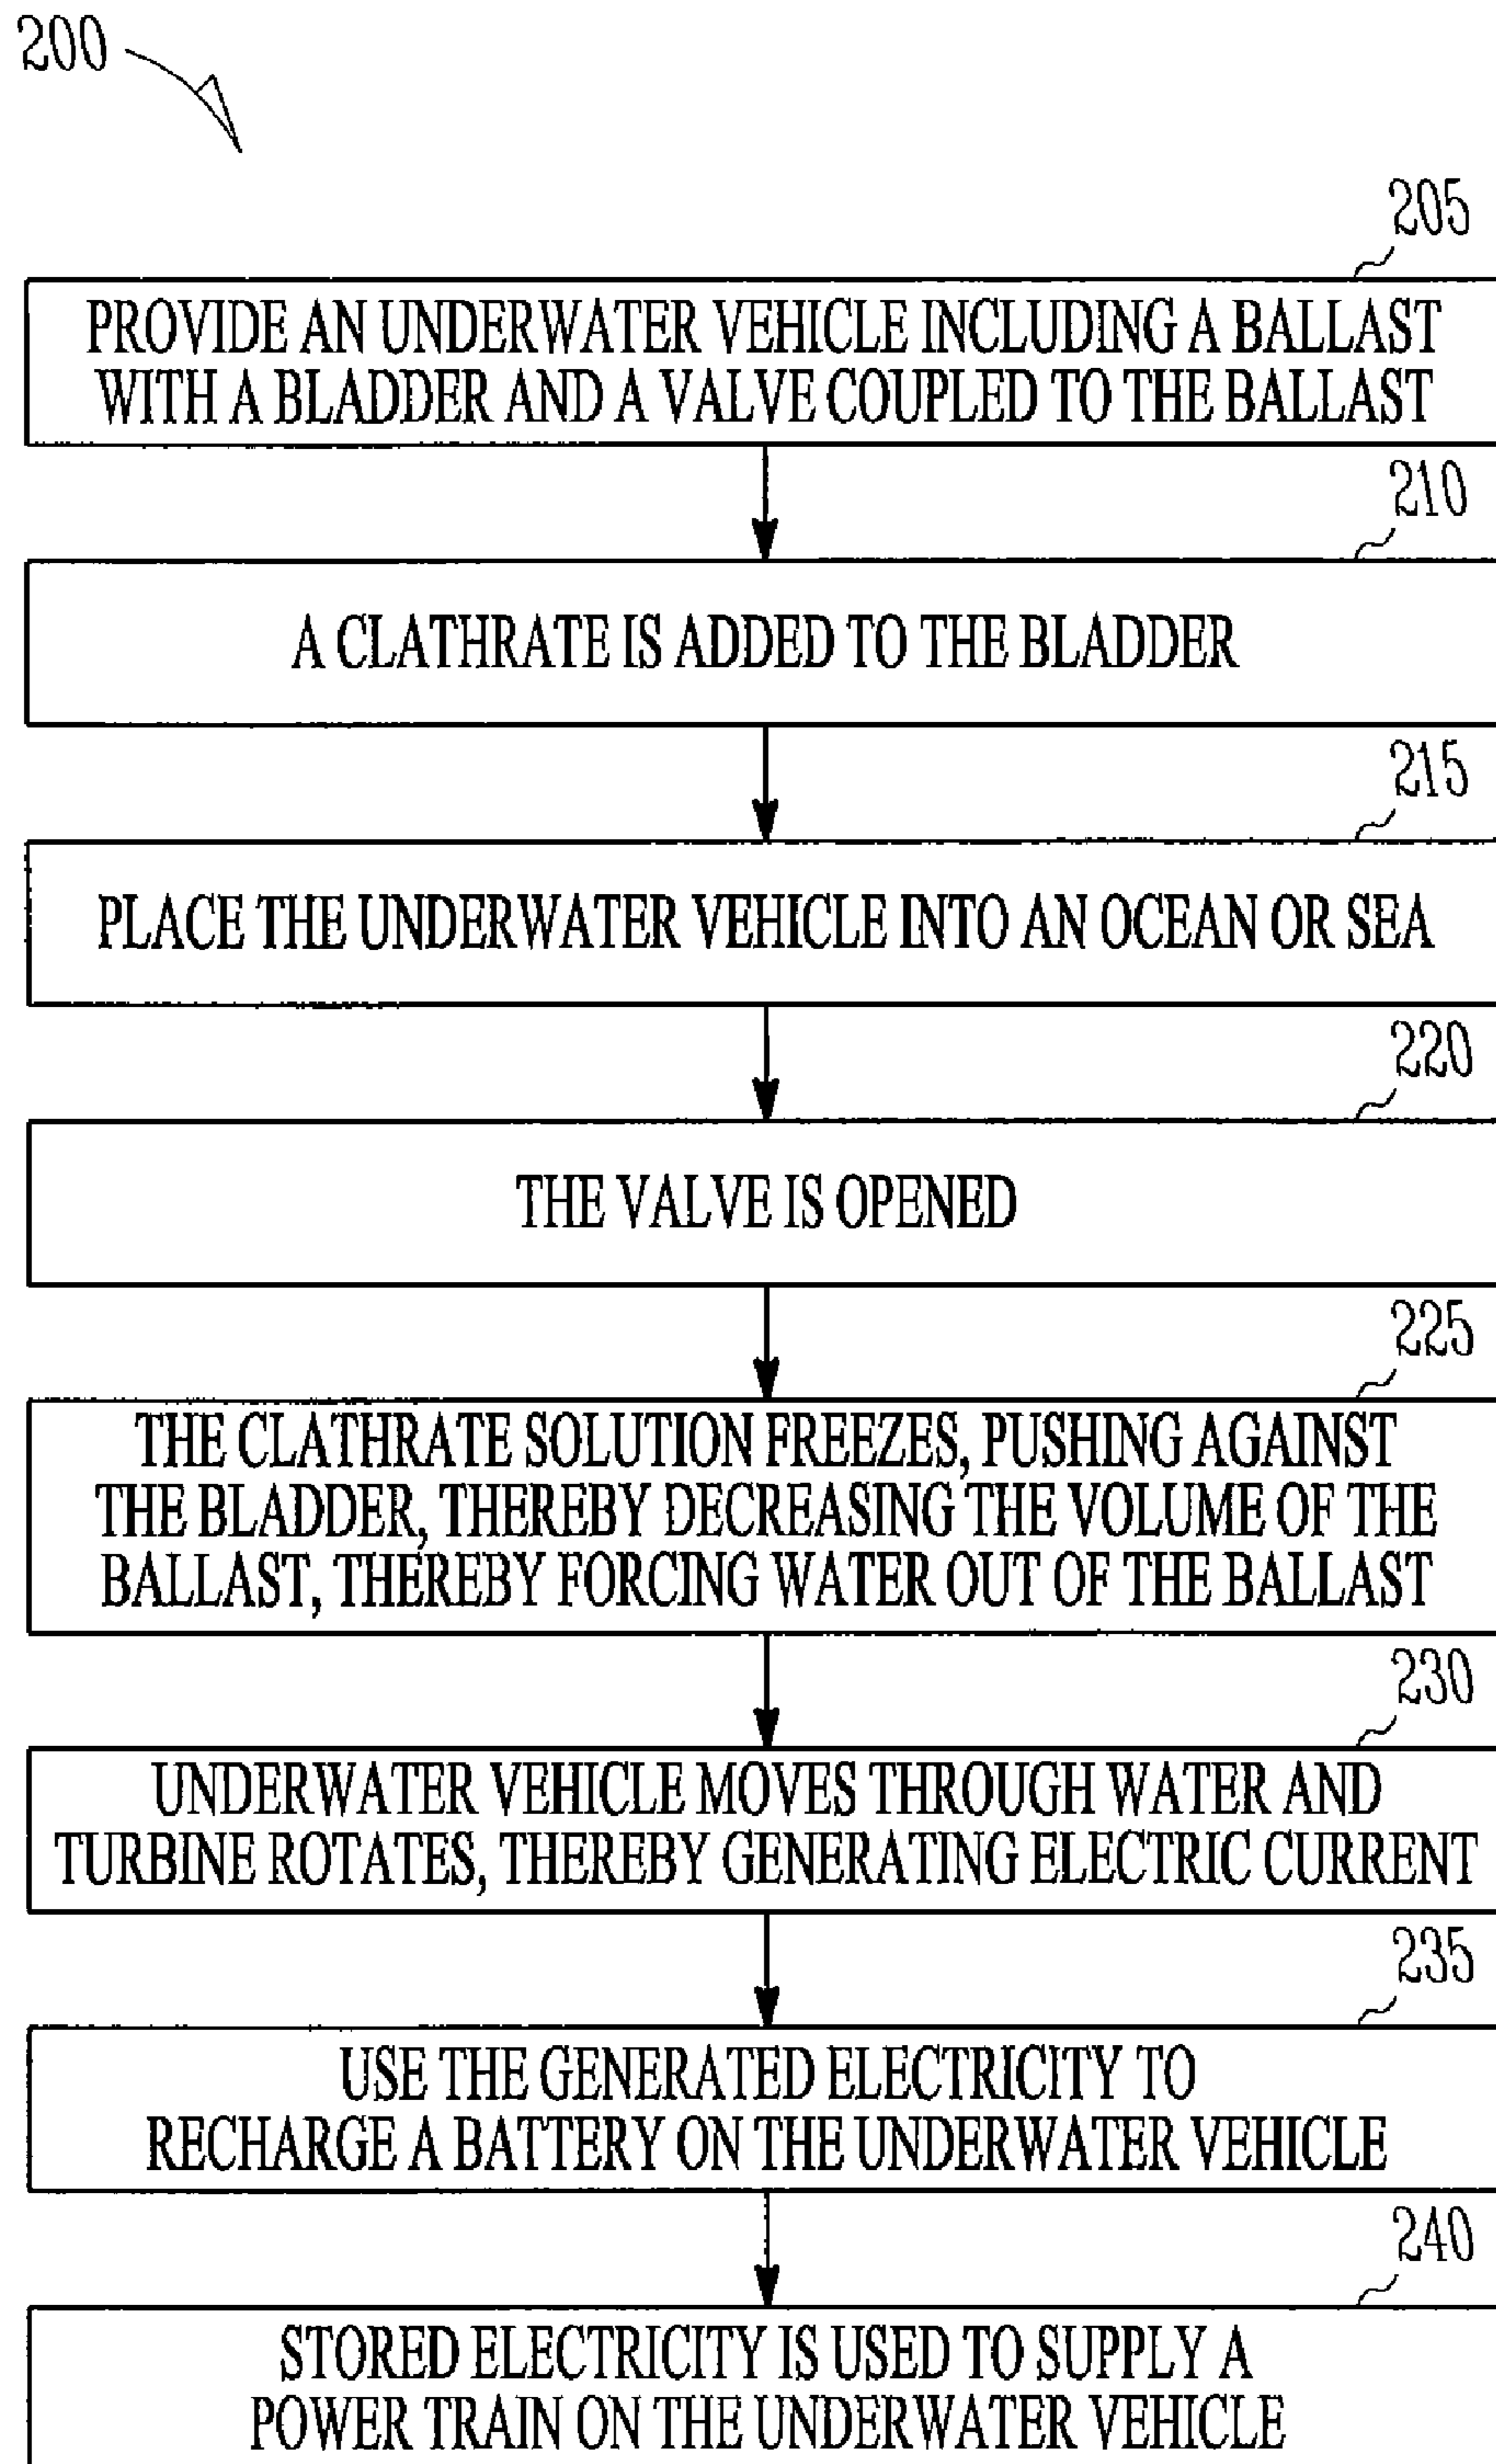 200
205
PROVIDE AN UNDERWATER VEHICLE INCLUDING A BALLAST
WITH A BLADDER AND A VALVE COUPLED TO THE BALLAST
210
A CLATHRATE IS ADDED TO THE BLADDER
215
PLACE THE UNDERWATER VEHICLE INTO AN OCEAN OR SEA
220
THE VALVE IS OPENED
225
THE CLATHRATE SOLUTION FREEZES, PUSHING AGAINST
THE BLADDER, THEREBY DECREASING THE VOLUME OF THE
BALLAST, THEREBY FORCING WATER OUT OF THE BALLAST
230
UNDERWATER VEHICLE MOVES THROUGH WATER AND
TURBINE ROTATES, THEREBY GENERATING ELECTRIC CURRENT
235
USE THE GENERATED ELECTRICITY TO
RECHARGE A BATTERY ON THE UNDERWATER VEHICLE
240
STORED ELECTRICITY IS USED TO SUPPLY A
POWER TRAIN ON THE UNDERWATER VEHICLE